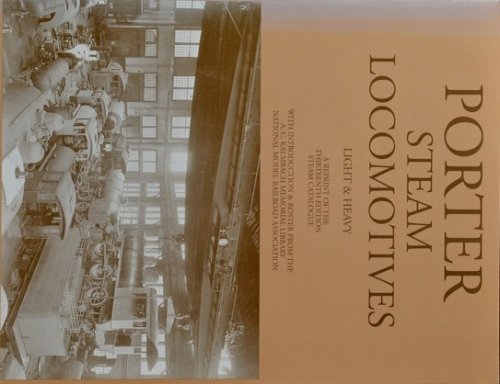 PORTER
STEAM
LOCOMOTIVES
LIGHT & HEAVY
A REPRINT OF THE
THIRTEENTH EDITION
STEAM CATALOGUE
WITH INTRODUCTION & ROSTER FROM THE
A. C. KALMBACH MEMORIAL LIBRARY
NATIONAL MODEL RAILROAD ASSOCIATION